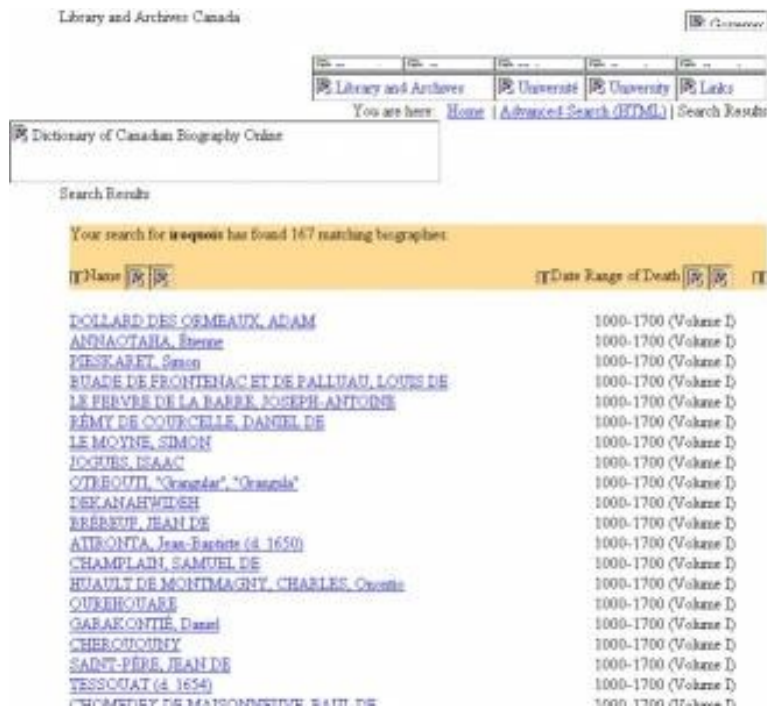 Library and Archives Canada
Library and Archives Université University Links
You are here: Home | Advanced Search (HTML) | Search Results
Dictionary of Canadian Biography Online
Search Results
Your search for iroquois has found 167 matching biographies:
Name Date Range of Death
DOLLARD DES ORMEAUX, ADAM 1000-1700 (Volume I)
ANNAOTAHA, Étienne 1000-1700 (Volume I)
PIESKARET, Simon 1000-1700 (Volume I)
BUADE DE FRONTENAC ET DE PALLUAU, LOUIS DE 1000-1700 (Volume I)
LE FEBVRE DE LA BARRE, JOSEPH-ANTOINE 1000-1700 (Volume I)
RÉMY DE COURCELLE, DANIEL DE 1000-1700 (Volume I)
LE MOYNE, SIMON 1000-1700 (Volume I)
JOGUES, ISAAC 1000-1700 (Volume I)
OTREOUTI, "Grangular", "Grangula" 1000-1700 (Volume I)
DEKANAHWIDEH 1000-1700 (Volume I)
BRÉBEUF, JEAN DE 1000-1700 (Volume I)
ATIRONTA, Jean-Baptiste (d. 1650) 1000-1700 (Volume I)
CHAMPLAIN, SAMUEL DE 1000-1700 (Volume I)
HUAULT DE MONTMAGNY, CHARLES, Onontio 1000-1700 (Volume I)
OUREHOUARE 1000-1700 (Volume I)
GARAKONTIÉ, Daniel 1000-1700 (Volume I)
CHEROUOUNY 1000-1700 (Volume I)
SAINT-PÈRE, JEAN DE 1000-1700 (Volume I)
TESSOUAT (d. 1654) 1000-1700 (Volume I)
CHOMEDEY DE MAISONNEUVE, PAUL DE 1000-1700 (Volume I)